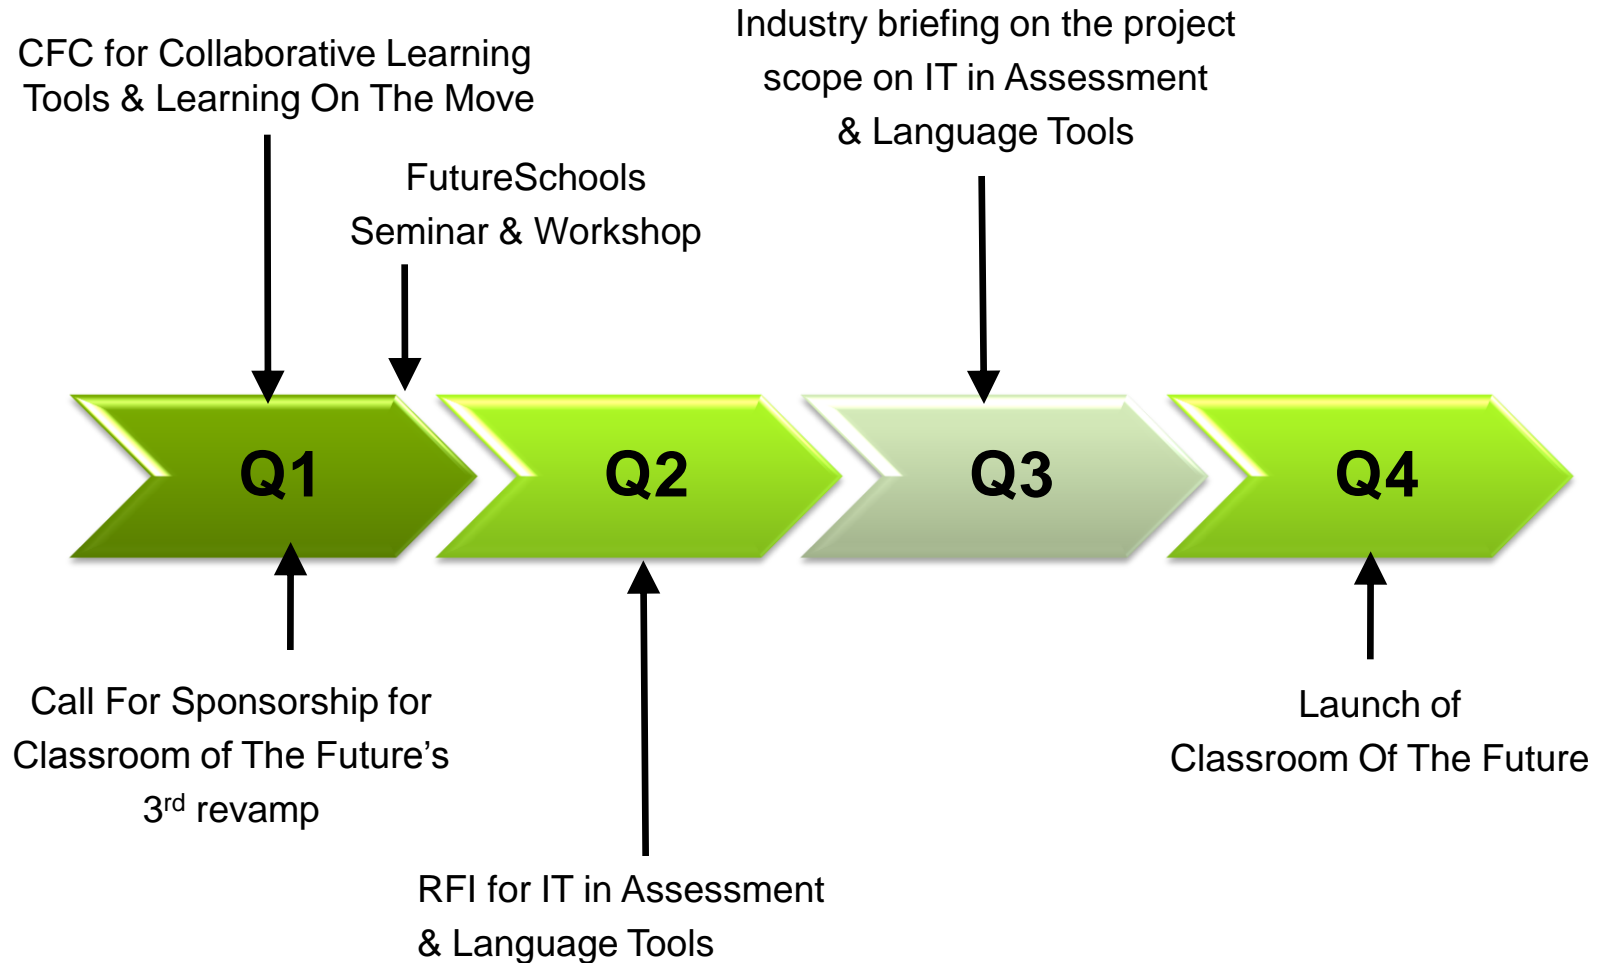 CFC for Collaborative Learning
Tools & Learning On The Move
FutureSchools
Seminar & Workshop
Industry briefing on the project
scope on IT in Assessment
& Language Tools
Q1
Q2
Q3
Q4
Call For Sponsorship for
Classroom of The Future’s
3rd revamp
RFI for IT in Assessment
& Language Tools
Launch of
Classroom Of The Future